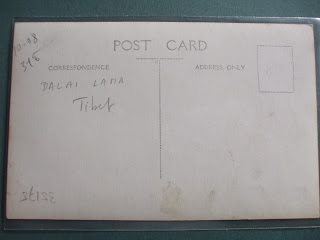 POST CARD
CORRESPONDENCE
ADDRESS ONLY
DALAI LAMA
Tibet